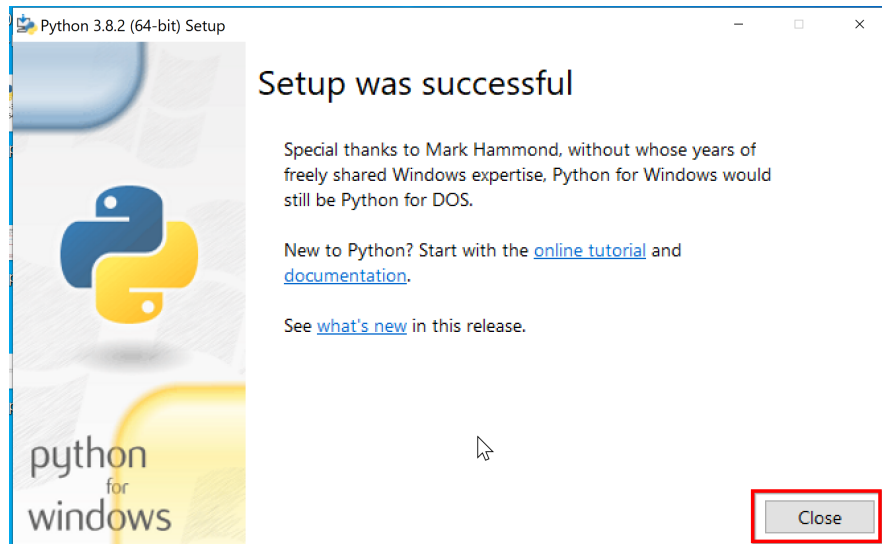 Python 3.8.2 (64-bit) Setup
Setup was successful
Special thanks to Mark Hammond, without whose years of
freely shared Windows expertise, Python for Windows would
still be Python for DOS.
New to Python? Start with the online tutorial and
documentation.
See what's new in this release.
python
for
windows
Close